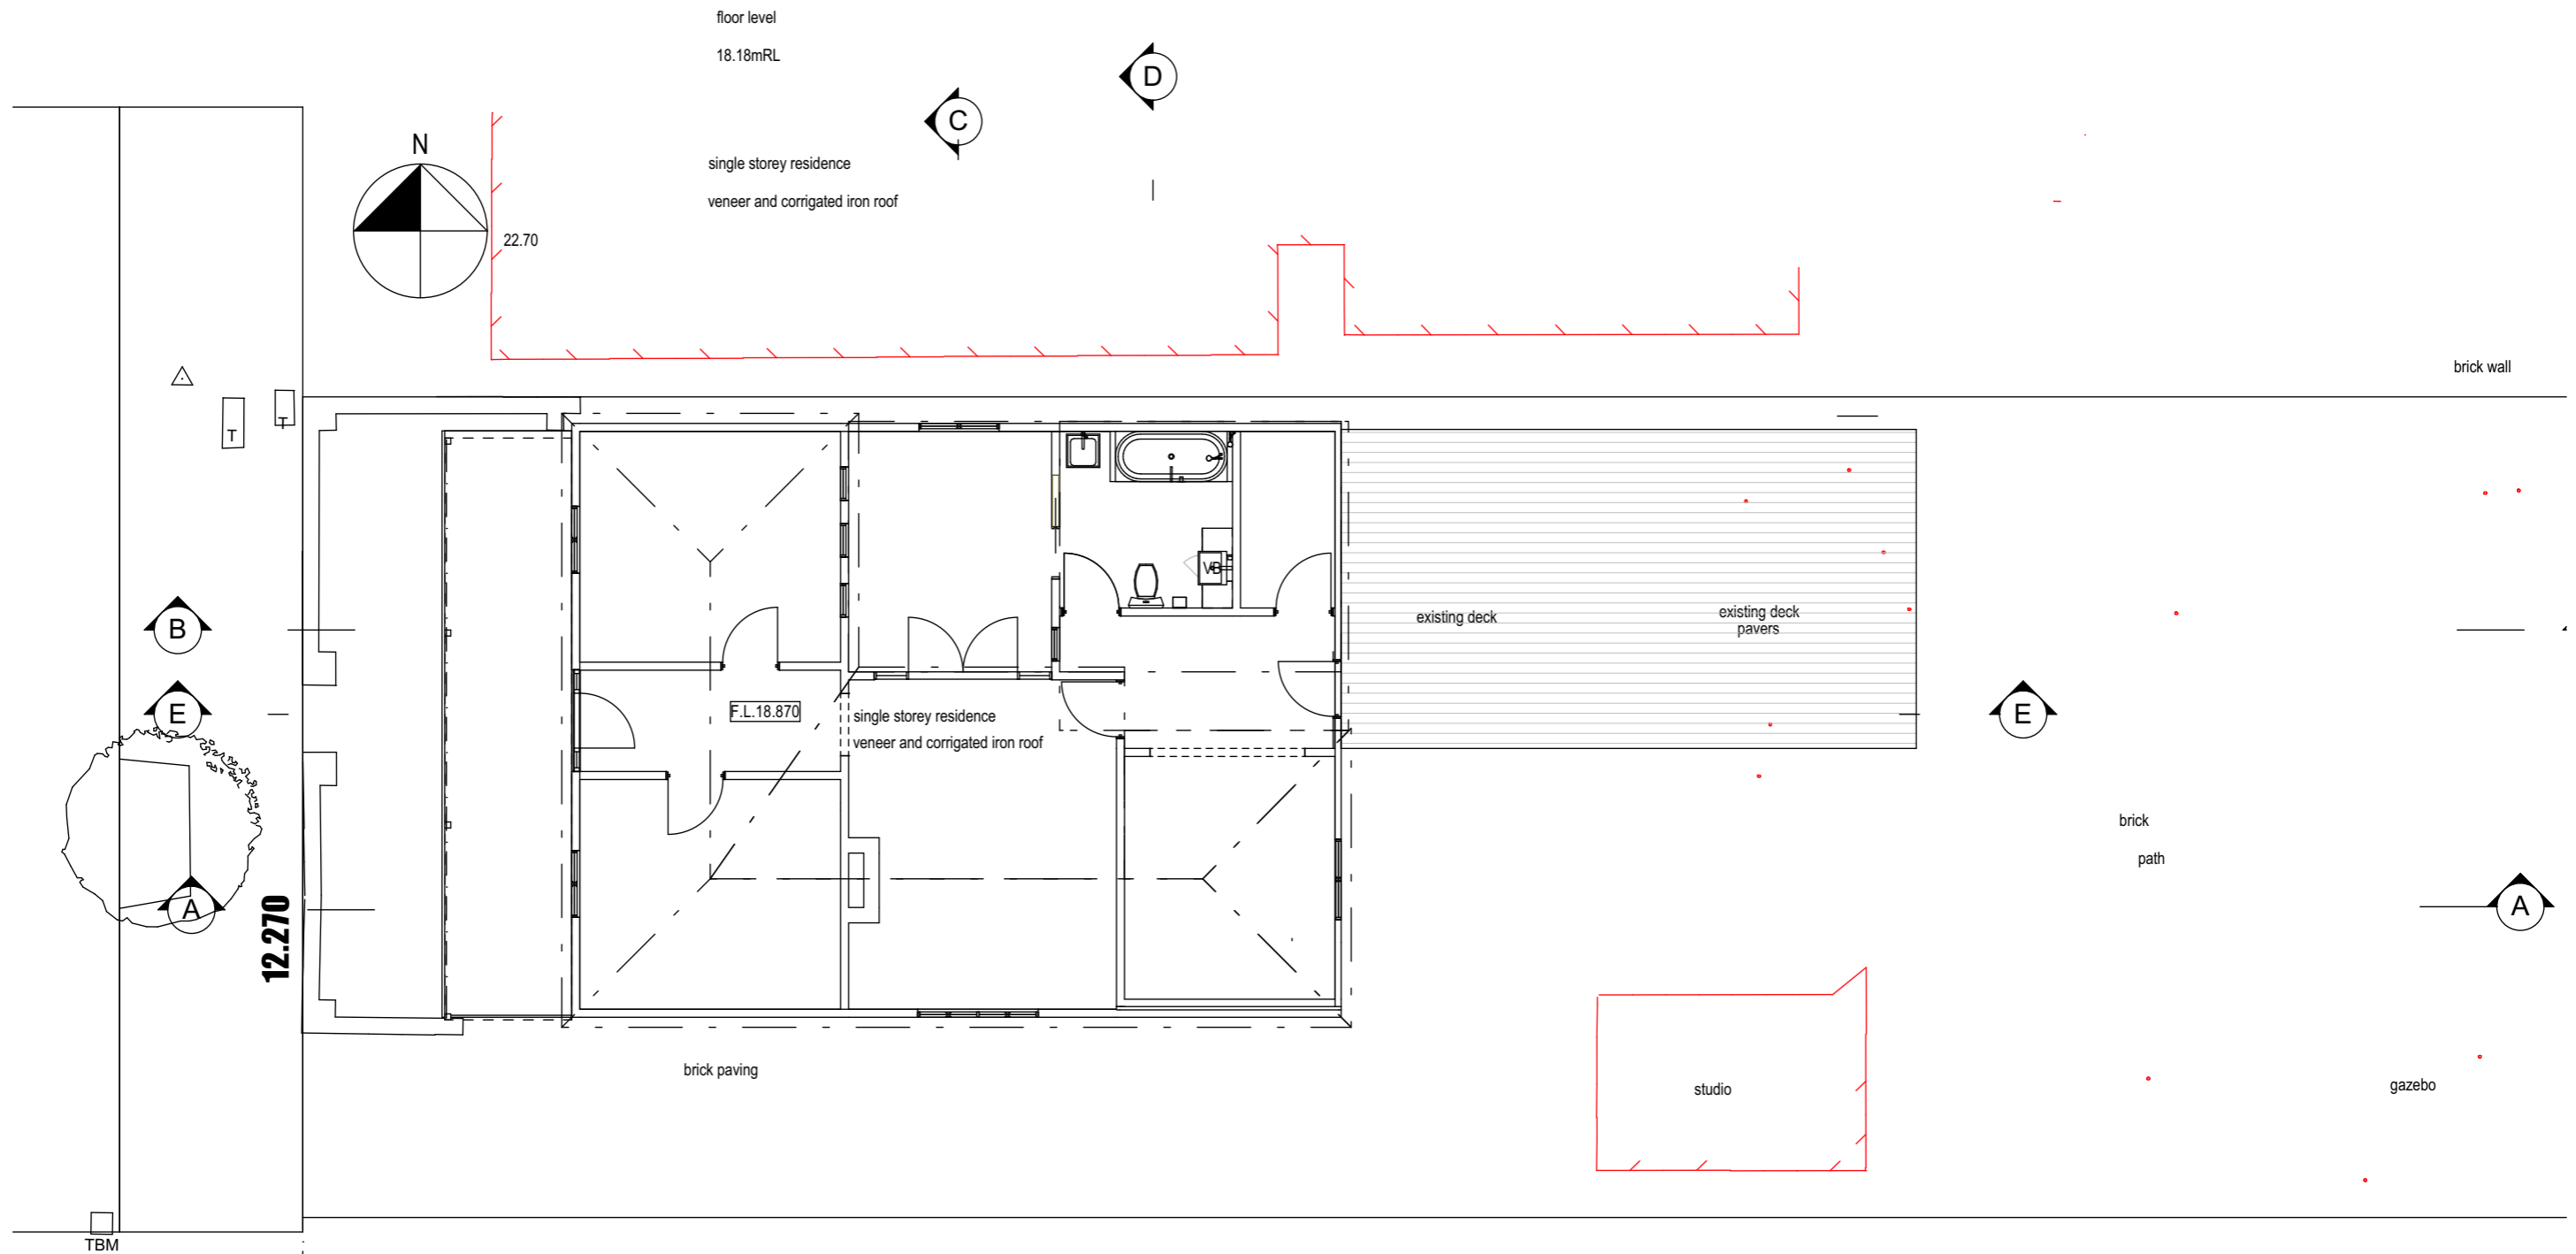 floor level
18.18mRL
D
C
N
single storey residence
veneer and corrigated iron roof
22.70
brick wall
T
T
VB
existing deck
existing deck
pavers
B
E
F.L.18.870
single storey residence
veneer and corrigated iron roof
E
brick
path
A
12.270
A
brick paving
studio
gazebo
TBM